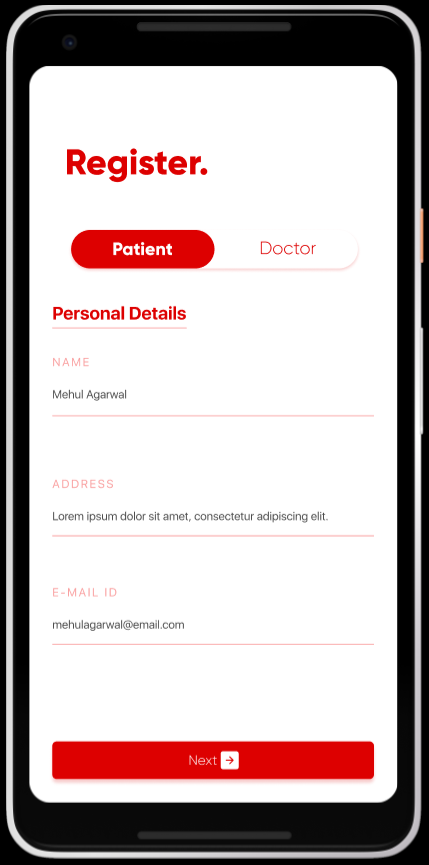 Register.
Patient Doctor
Personal Details
NAME
Mehul Agarwal
ADDRESS
Lorem ipsum dolor sit amet, consectetur adipiscing elit.
E-MAIL ID
mehulagarwal@email.com
Next